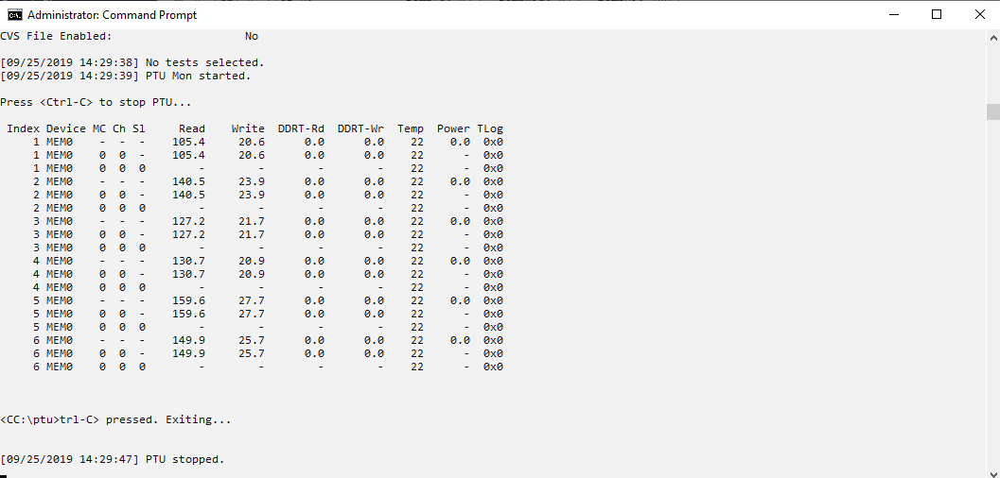 Administrator: Command Prompt
CVS File Enabled:                    No
[09/25/2019 14:29:38] No tests selected.
[09/25/2019 14:29:39] PTU Mon started.
Press <Ctrl-C> to stop PTU...
 Index Device MC Ch Sl     Read    Write  DDRT-Rd  DDRT-Wr  Temp  Power TLog
     1 MEM0    -  -  -    105.4     20.6      0.0      0.0    22    0.0  0x0
     1 MEM0    0  0  -    105.4     20.6      0.0      0.0    22      -  0x0
     1 MEM0    0  0  0        -        -        -        -    22      -  0x0
     2 MEM0    -  -  -    140.5     23.9      0.0      0.0    22    0.0  0x0
     2 MEM0    0  0  -    140.5     23.9      0.0      0.0    22      -  0x0
     2 MEM0    0  0  0        -        -        -        -    22      -  0x0
     3 MEM0    -  -  -    127.2     21.7      0.0      0.0    22    0.0  0x0
     3 MEM0    0  0  -    127.2     21.7      0.0      0.0    22      -  0x0
     3 MEM0    0  0  0        -        -        -        -    22      -  0x0
     4 MEM0    -  -  -    130.7     20.9      0.0      0.0    22    0.0  0x0
     4 MEM0    0  0  -    130.7     20.9      0.0      0.0    22      -  0x0
     4 MEM0    0  0  0        -        -        -        -    22      -  0x0
     5 MEM0    -  -  -    159.6     27.7      0.0      0.0    22    0.0  0x0
     5 MEM0    0  0  -    159.6     27.7      0.0      0.0    22      -  0x0
     5 MEM0    0  0  0        -        -        -        -    22      -  0x0
     6 MEM0    -  -  -    149.9     25.7      0.0      0.0    22    0.0  0x0
     6 MEM0    0  0  -    149.9     25.7      0.0      0.0    22      -  0x0
     6 MEM0    0  0  0        -        -        -        -    22      -  0x0
<CC:\ptu>trl-C> pressed. Exiting...
[09/25/2019 14:29:47] PTU stopped.